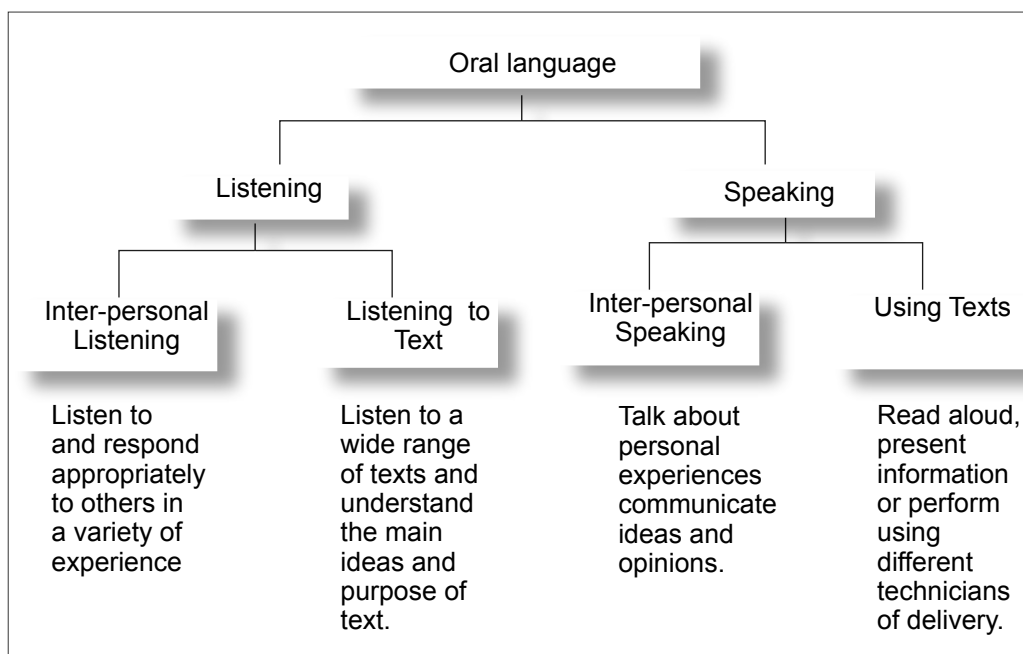 Oral language
Listening
Speaking
Inter-personal
Listening
Listening to
Text
Inter-personal
Speaking
Using Texts
Listen to
and respond
appropriately
to others in
a variety of
experience
Listen to a
wide range
of texts and
understand
the main
ideas and
purpose of
text.
Talk about
personal
experiences
communicate
ideas and
opinions.
Read aloud,
present
information
or perform
using
different
technicians
of delivery.